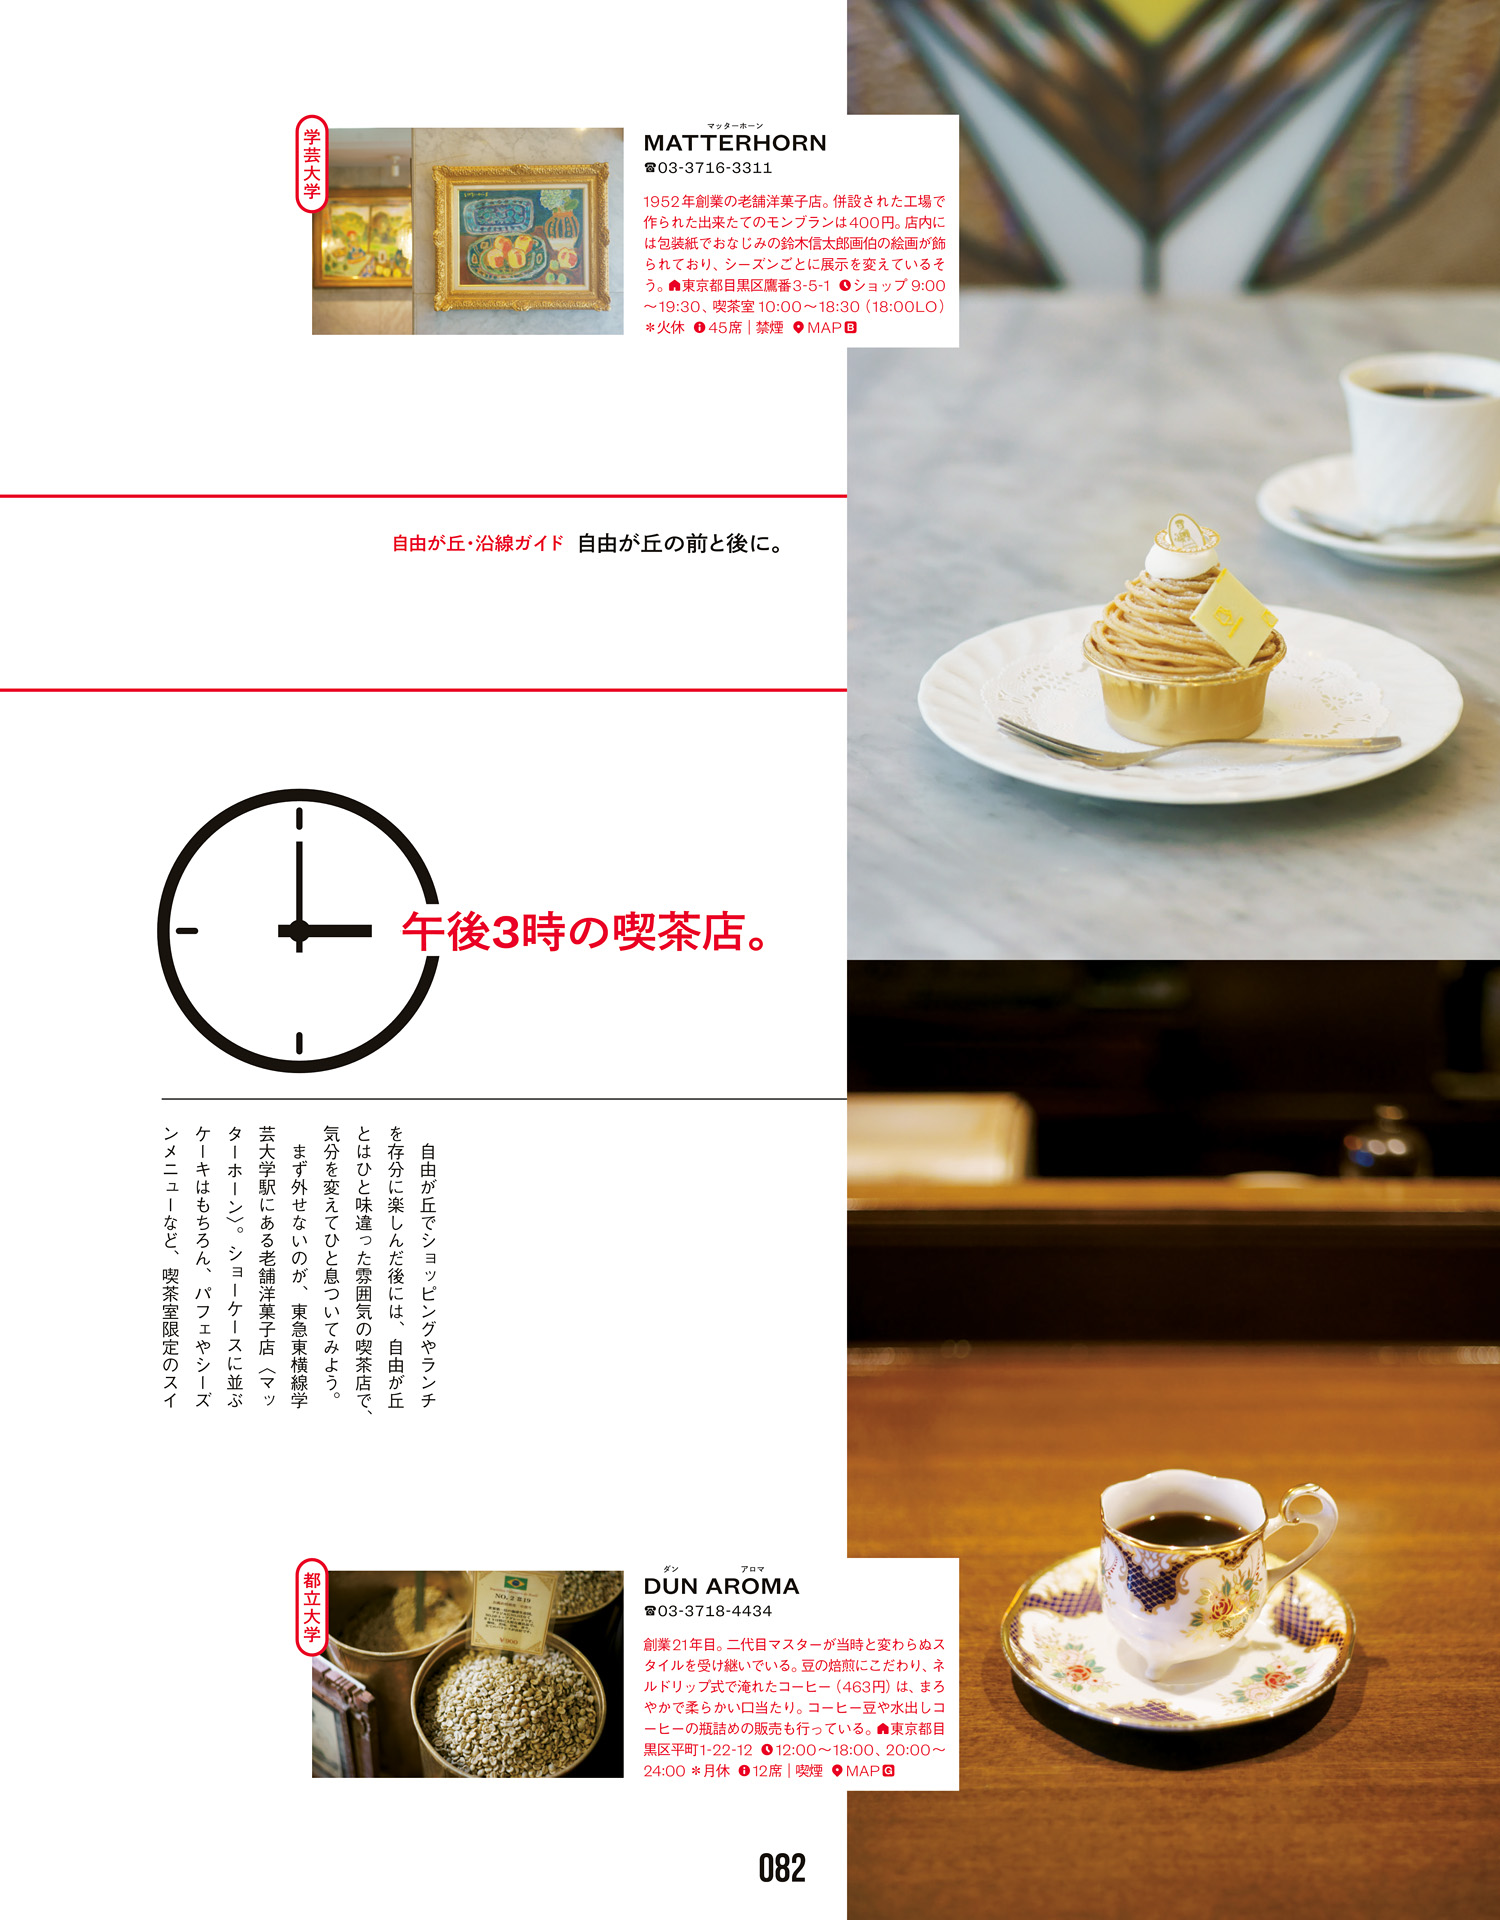 学芸大学
マッターホーン
MATTERHORN
☎03-3716-3311
1952年創業の老舗洋菓子店。併設された工場で
作られた出来たてのモンブランは400円。店内に
は包装紙でおなじみの鈴木信太郎画伯の絵画が飾
られており、シーズンごとに展示を変えているそ
う。東京都目黒区鷹番3-5-1 ショップ 9:00
〜19:30、喫茶室 10:00〜18:30（18:00LO）
＊火休 45席｜禁煙 MAP B
自由が丘・沿線ガイド 自由が丘の前と後に。
午後3時の喫茶店。
自由が丘でショッピングやランチ
を存分に楽しんだ後には、自由が丘
とはひと味違った雰囲気の喫茶店で、
気分を変えてひと息ついてみよう。
まず外せないのが、東急東横線学
芸大学駅にある老舗洋菓子店〈マッ
ターホーン〉。ショーケースに並ぶ
ケーキはもちろん、パフェやシーズ
ンメニューなど、喫茶室限定のスイ
都立大学
NO.2 #19
¥900
ダン アロマ
DUN AROMA
☎03-3718-4434
創業21年目。二代目マスターが当時と変わらぬス
タイルを受け継いでいる。豆の焙煎にこだわり、ネ
ルドリップ式で淹れたコーヒー（463円）は、まろ
やかで柔らかい口当たり。コーヒー豆や水出しコ
ーヒーの瓶詰めの販売も行っている。東京都目
黒区平町1-22-12 12:00〜18:00、20:00〜
24:00 ＊月休 12席｜喫煙 MAP G
082